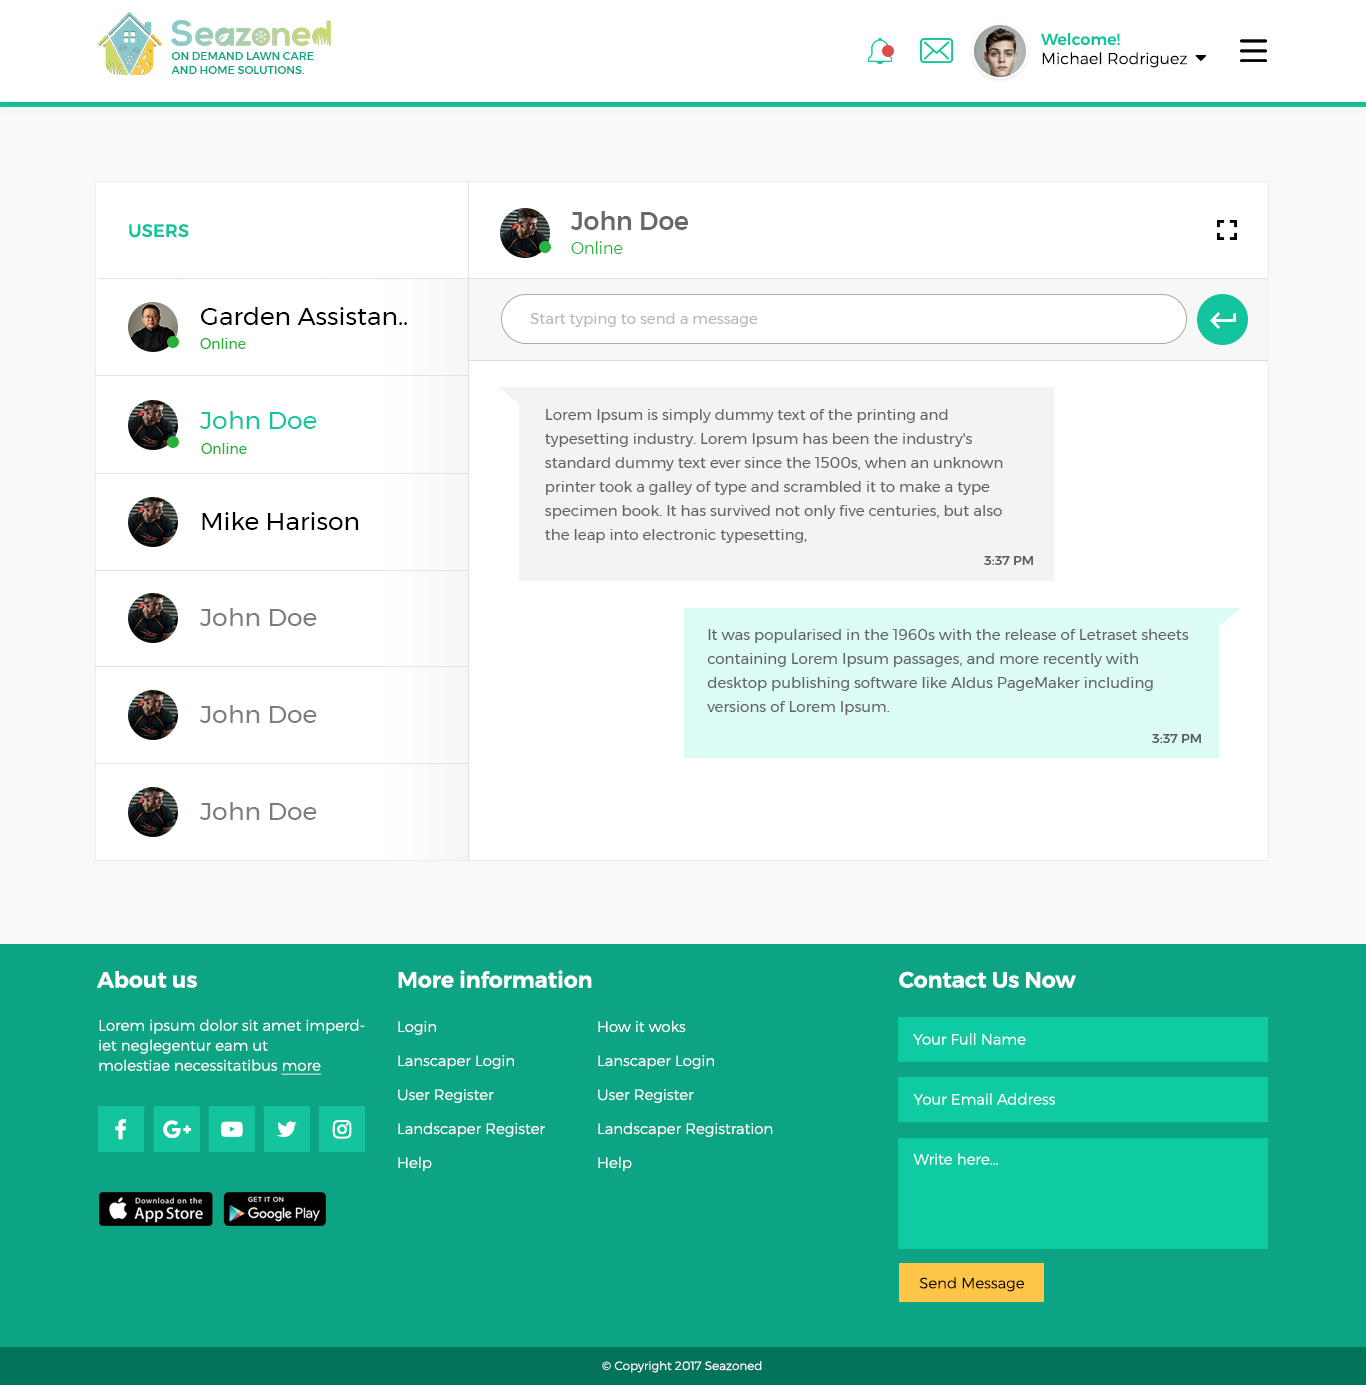 Seazoned
ON DEMAND LAWN CARE
AND HOME SOLUTIONS.
Welcome!
Michael Rodriguez
USERS
Garden Assistan..
Online
John Doe
Online
Mike Harison
John Doe
John Doe
John Doe
John Doe
Online
Start typing to send a message
Lorem Ipsum is simply dummy text of the printing and
typesetting industry. Lorem Ipsum has been the industry's
standard dummy text ever since the 1500s, when an unknown
printer took a galley of type and scrambled it to make a type
specimen book. It has survived not only five centuries, but also
the leap into electronic typesetting,
3:37 PM
It was popularised in the 1960s with the release of Letraset sheets
containing Lorem Ipsum passages, and more recently with
desktop publishing software like Aldus PageMaker including
versions of Lorem Ipsum.
3:37 PM
About us
Lorem ipsum dolor sit amet imperd-
iet neglegentur eam ut
molestiae necessitatibus more
Download on the
App Store
GET IT ON
Google Play
More information
Login
Lanscaper Login
User Register
Landscaper Register
Help
How it woks
Lanscaper Login
User Register
Landscaper Registration
Help
Contact Us Now
Your Full Name
Your Email Address
Write here...
Send Message
© Copyright 2017 Seazoned